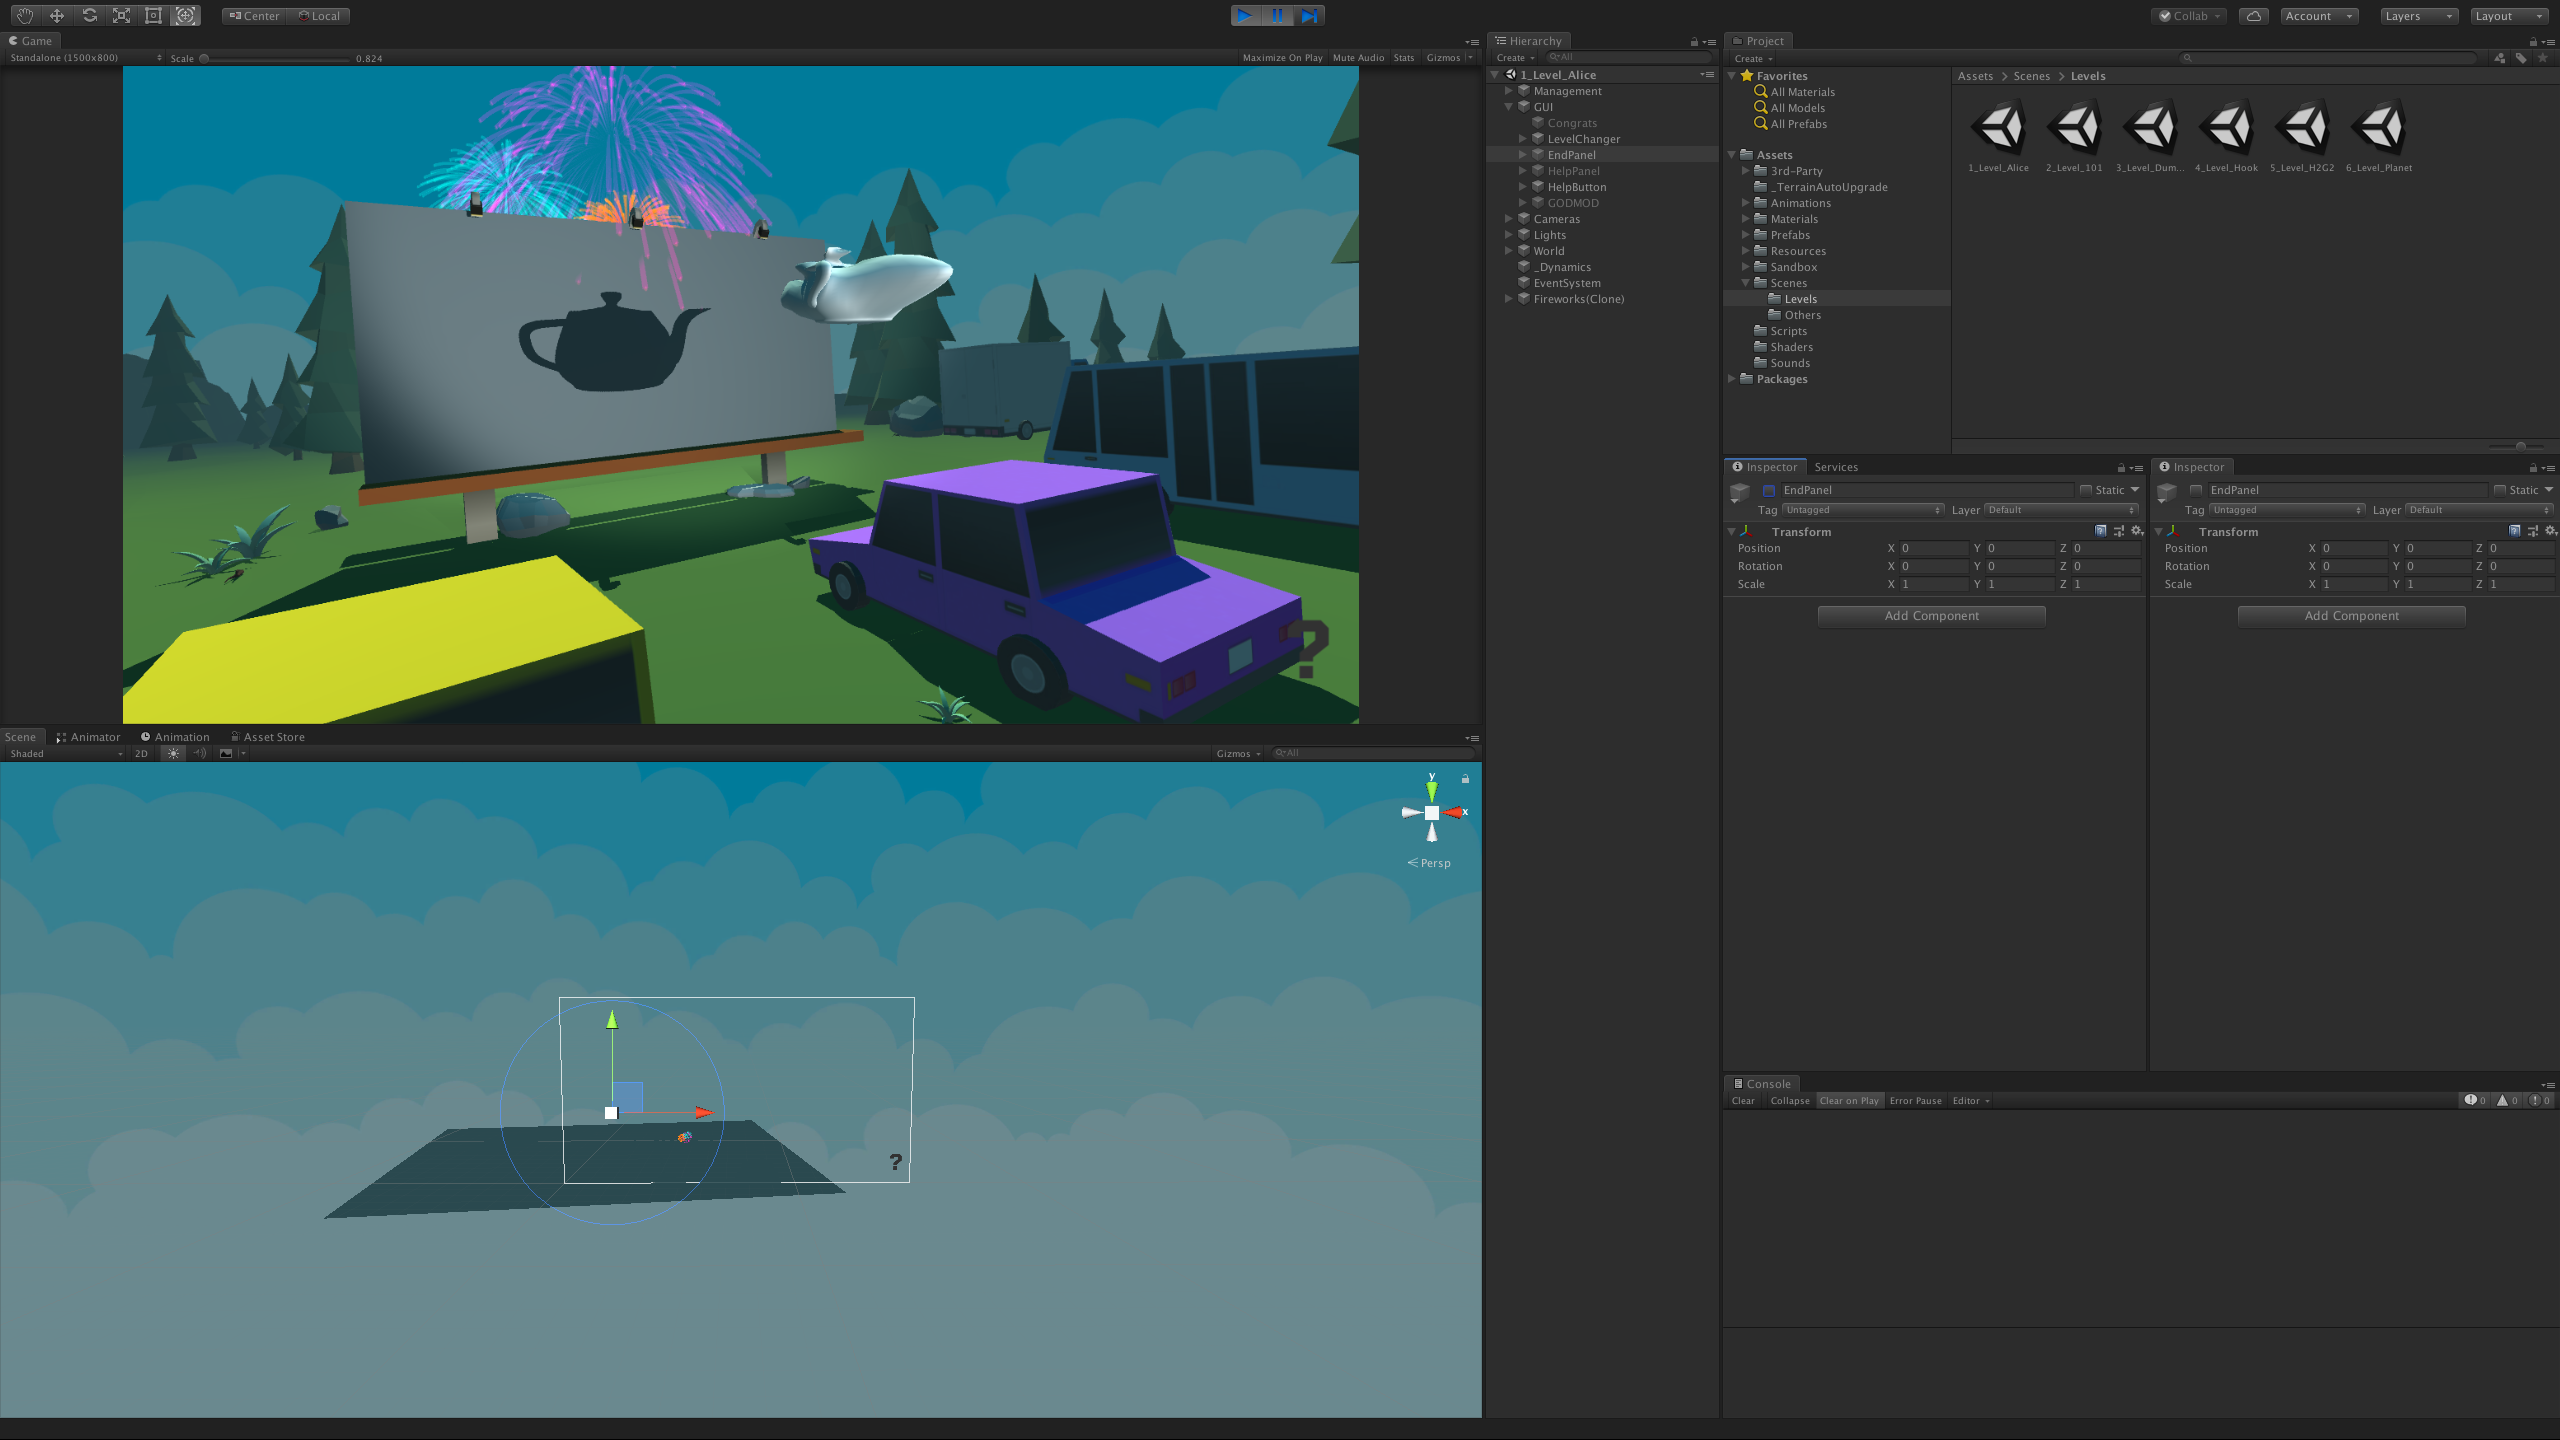 Center Local
Collab Account Layers Layout
Game
Standalone (1500x800) Scale 0.824 Maximize On Play Mute Audio Stats Gizmos
?
Scene Animator Animation Asset Store
Shaded 2D Gizmos All
y
x
Persp
?
Hierarchy
Create All
1_Level_Alice
Management
GUI
Congrats
LevelChanger
EndPanel
HelpPanel
HelpButton
GODMOD
Cameras
Lights
World
_Dynamics
EventSystem
Fireworks(Clone)
Project
Create
Favorites
All Materials
All Models
All Prefabs
Assets
3rd-Party
_TerrainAutoUpgrade
Animations
Materials
Prefabs
Resources
Sandbox
Scenes
Levels
Others
Scripts
Shaders
Sounds
Packages
Assets > Scenes > Levels
1_Level_Alice 2_Level_101 3_Level_Dum... 4_Level_Hook 5_Level_H2G2 6_Level_Planet
Inspector Services
EndPanel Static
Tag Untagged Layer Default
Transform
Position X 0 Y 0 Z 0
Rotation X 0 Y 0 Z 0
Scale X 1 Y 1 Z 1
Add Component
Inspector
EndPanel Static
Tag Untagged Layer Default
Transform
Position X 0 Y 0 Z 0
Rotation X 0 Y 0 Z 0
Scale X 1 Y 1 Z 1
Add Component
Console
Clear Collapse Clear on Play Error Pause Editor 0 0 0